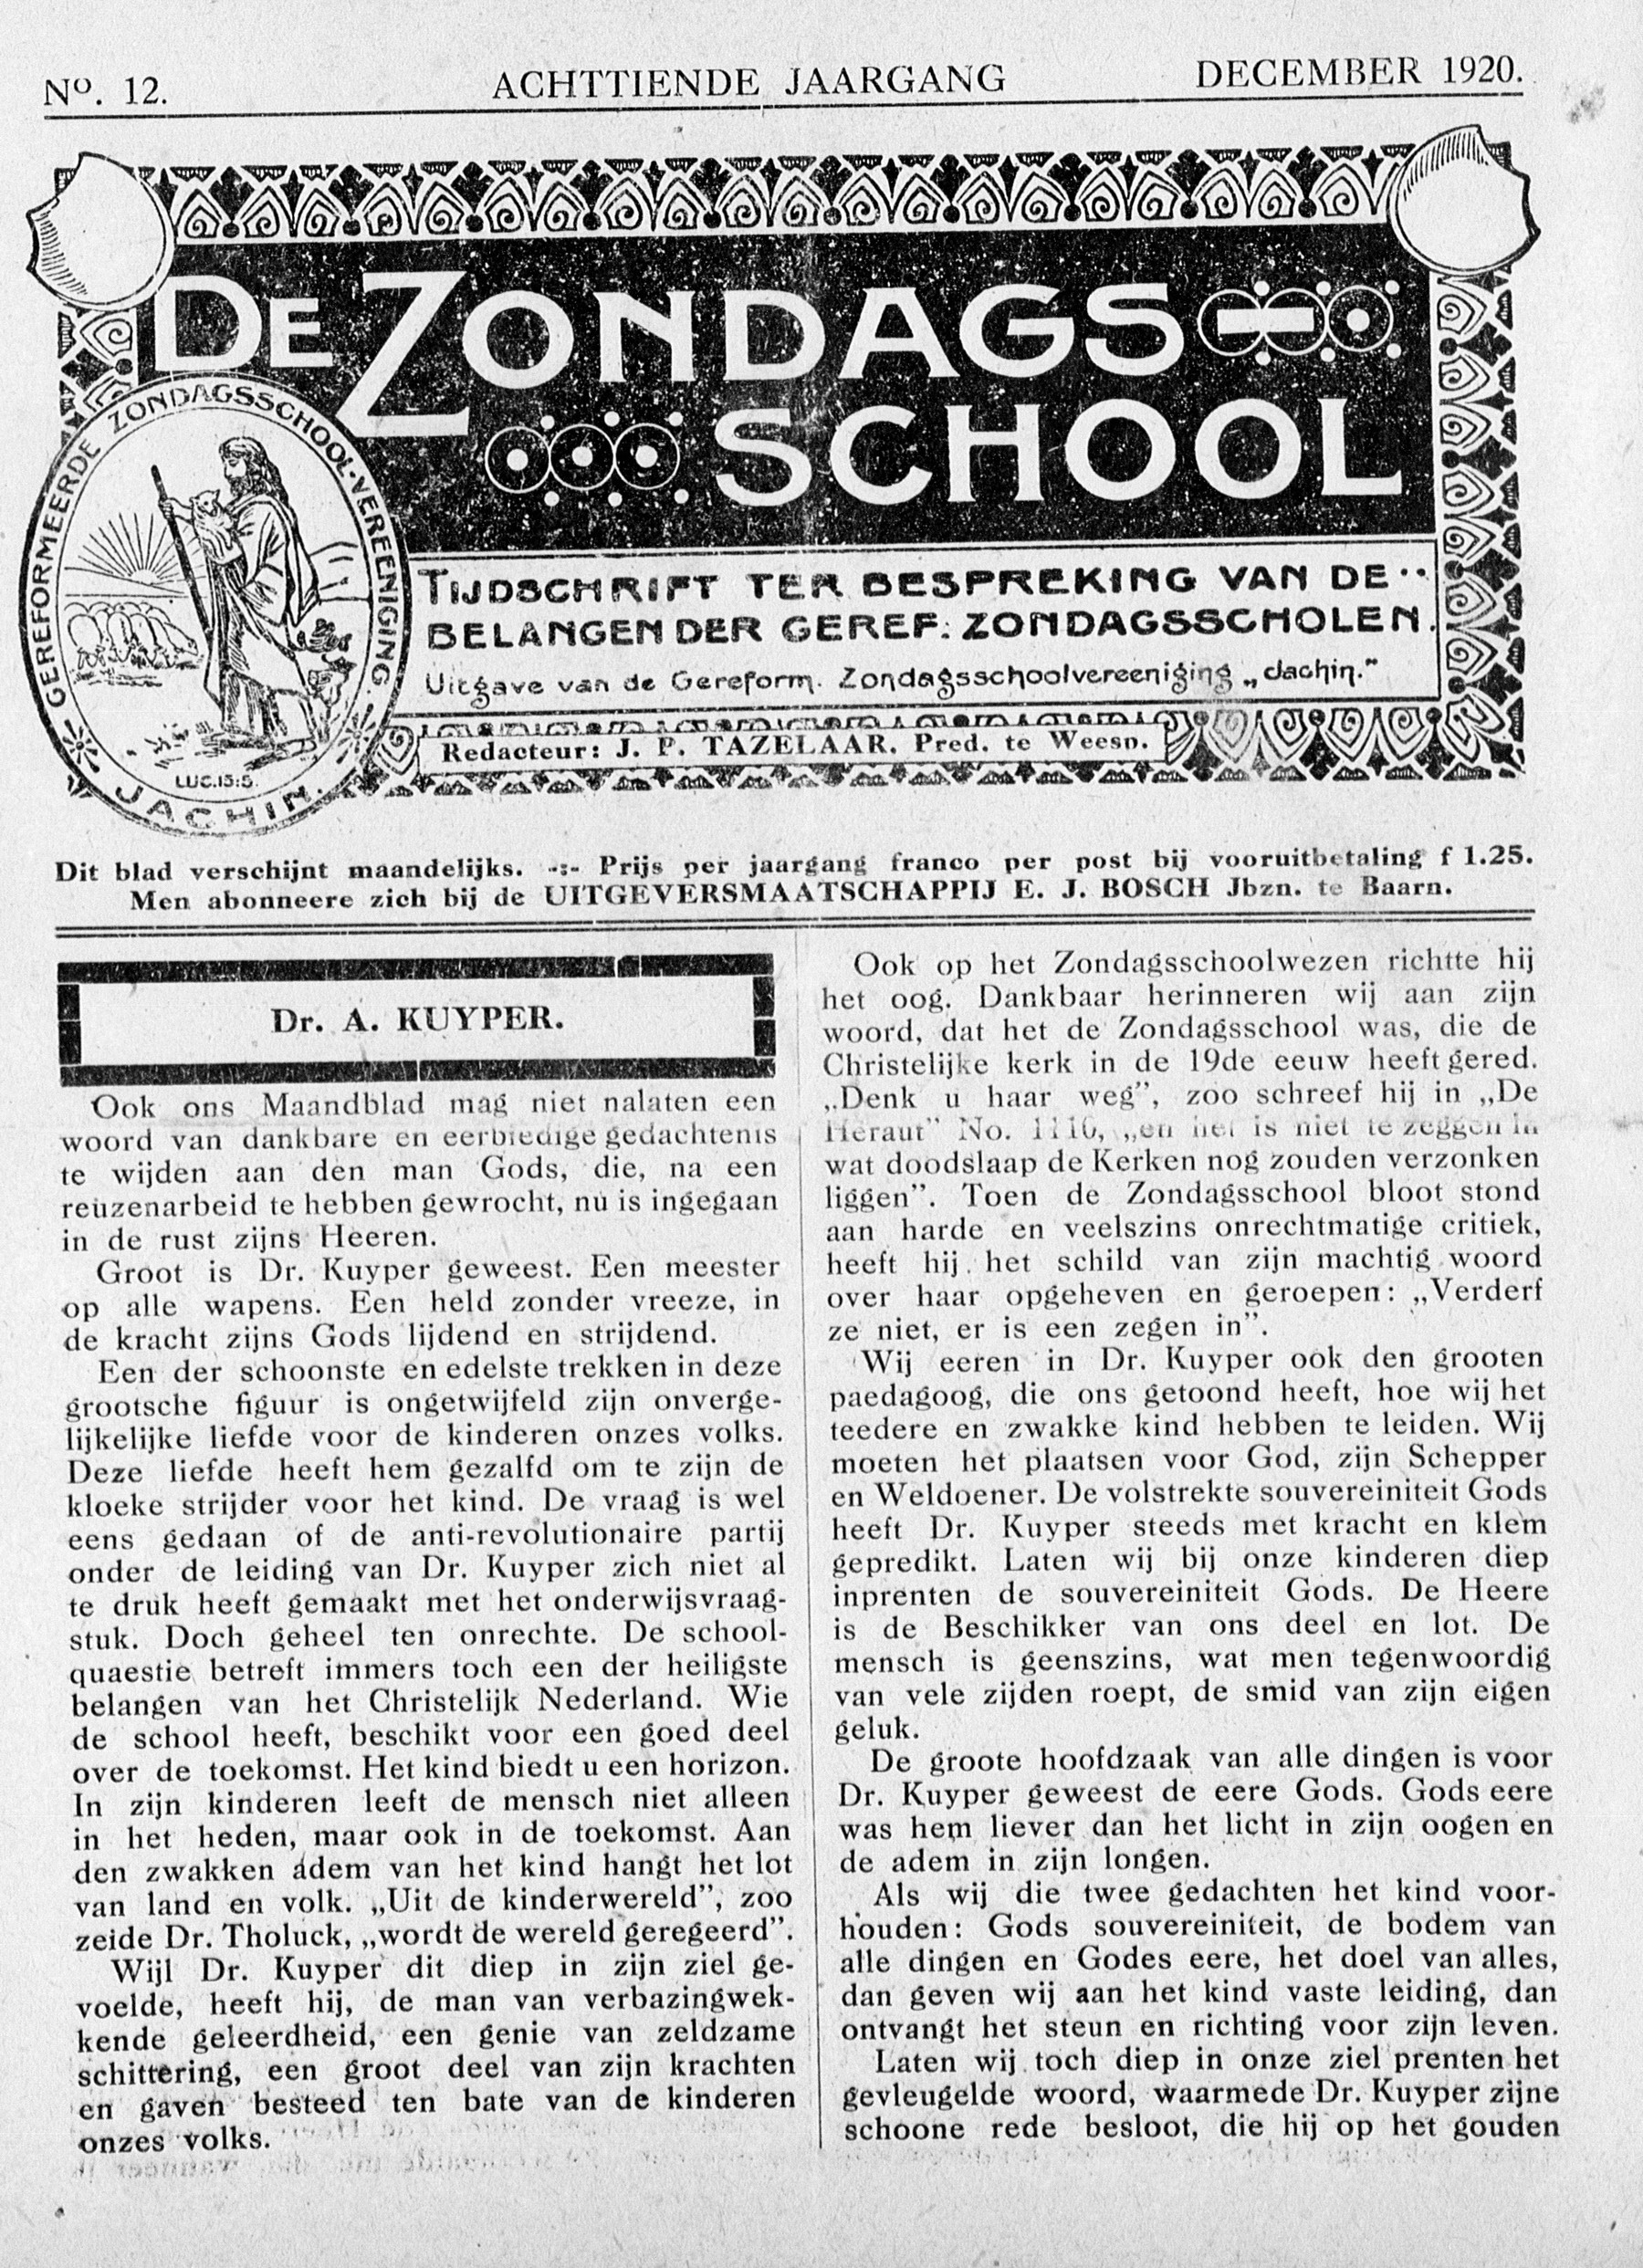 No. 12.
ACHTTIENDE JAARGANG
DECEMBER 1920.
DE ZONDAGS
SCHOOL
GEREFORMEERDE ZONDAGSSCHOOL-VEREENIGING.
LUC.15:5.
JACHIN.
TIJDSCHRIFT TER BESPREKING VAN DE
BELANGEN DER GEREF: ZONDAGSSCHOLEN.
Uitgave van de Gereform. Zondagsschoolvereeniging „Jachin.”
Redacteur: J. P. TAZELAAR. Pred. te Weesp.
Dit blad verschijnt maandelijks. -:- Prijs per jaargang franco per post bij vooruitbetaling f 1.25.
Men abonneere zich bij de UITGEVERSMAATSCHAPPIJ E. J. BOSCH Jbzn. te Baarn.
Dr. A. KUYPER.
Ook ons Maandblad mag niet nalaten een
woord van dankbare en eerbiedige gedachtenis
te wijden aan den man Gods, die, na een
reuzenarbeid te hebben gewrocht, nu is ingegaan
in de rust zijns Heeren.
Groot is Dr. Kuyper geweest. Een meester
op alle wapens. Een held zonder vreeze, in
de kracht zijns Gods lijdend en strijdend.
Een der schoonste en edelste trekken in deze
grootsche figuur is ongetwijfeld zijn onverge-
lijkelijke liefde voor de kinderen onzes volks.
Deze liefde heeft hem gezalfd om te zijn de
kloeke strijder voor het kind. De vraag is wel
eens gedaan of de anti-revolutionaire partij
onder de leiding van Dr. Kuyper zich niet al
te druk heeft gemaakt met het onderwijsvraag-
stuk. Doch geheel ten onrechte. De school-
quaestie betreft immers toch een der heiligste
belangen van het Christelijk Nederland. Wie
de school heeft, beschikt voor een goed deel
over de toekomst. Het kind biedt u een horizon.
In zijn kinderen leeft de mensch niet alleen
in het heden, maar ook in de toekomst. Aan
den zwakken adem van het kind hangt het lot
van land en volk. „Uit de kinderwereld”, zoo
zeide Dr. Tholuck, „wordt de wereld geregeerd”.
Wijl Dr. Kuyper dit diep in zijn ziel ge-
voelde, heeft hij, de man van verbazingwek-
kende geleerdheid, een genie van zeldzame
schittering, een groot deel van zijn krachten
en gaven besteed ten bate van de kinderen
onzes volks.
Ook op het Zondagsschoolwezen richtte hij
het oog. Dankbaar herinneren wij aan zijn
woord, dat het de Zondagsschool was, die de
Christelijke kerk in de 19de eeuw heeft gered.
„Denk u haar weg”, zoo schreef hij in „De
Heraut” No. 1110, „en het is niet te zeggen in
wat doodslaap de Kerken nog zouden verzonken
liggen”. Toen de Zondagsschool bloot stond
aan harde en veelszins onrechtmatige critiek,
heeft hij het schild van zijn machtig woord
over haar opgeheven en geroepen: „Verderf
ze niet, er is een zegen in”.
Wij eeren in Dr. Kuyper ook den grooten
paedagoog, die ons getoond heeft, hoe wij het
teedere en zwakke kind hebben te leiden. Wij
moeten het plaatsen voor God, zijn Schepper
en Weldoener. De volstrekte souvereiniteit Gods
heeft Dr. Kuyper steeds met kracht en klem
gepredikt. Laten wij bij onze kinderen diep
inprenten de souvereiniteit Gods. De Heere
is de Beschikker van ons deel en lot. De
mensch is geenszins, wat men tegenwoordig
van vele zijden roept, de smid van zijn eigen
geluk.
De groote hoofdzaak van alle dingen is voor
Dr. Kuyper geweest de eere Gods. Gods eere
was hem liever dan het licht in zijn oogen en
de adem in zijn longen.
Als wij die twee gedachten het kind voor-
houden: Gods souvereiniteit, de bodem van
alle dingen en Godes eere, het doel van alles,
dan geven wij aan het kind vaste leiding, dan
ontvangt het steun en richting voor zijn leven.
Laten wij toch diep in onze ziel prenten het
gevleugelde woord, waarmede Dr. Kuyper zijne
schoone rede besloot, die hij op het gouden